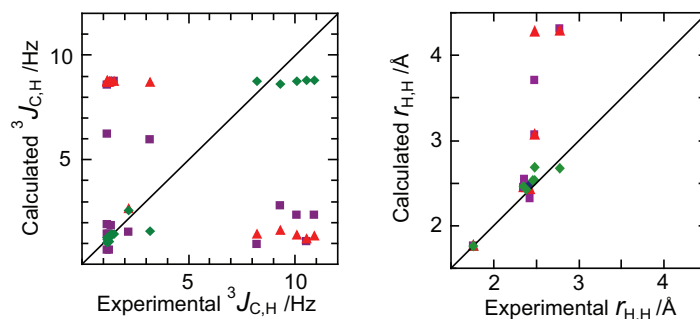 10
5
5
10
Calculated ³J_C,H /Hz
Experimental ³J_C,H /Hz
4
3
2
2
3
4
Calculated r_H,H /Å
Experimental r_H,H /Å